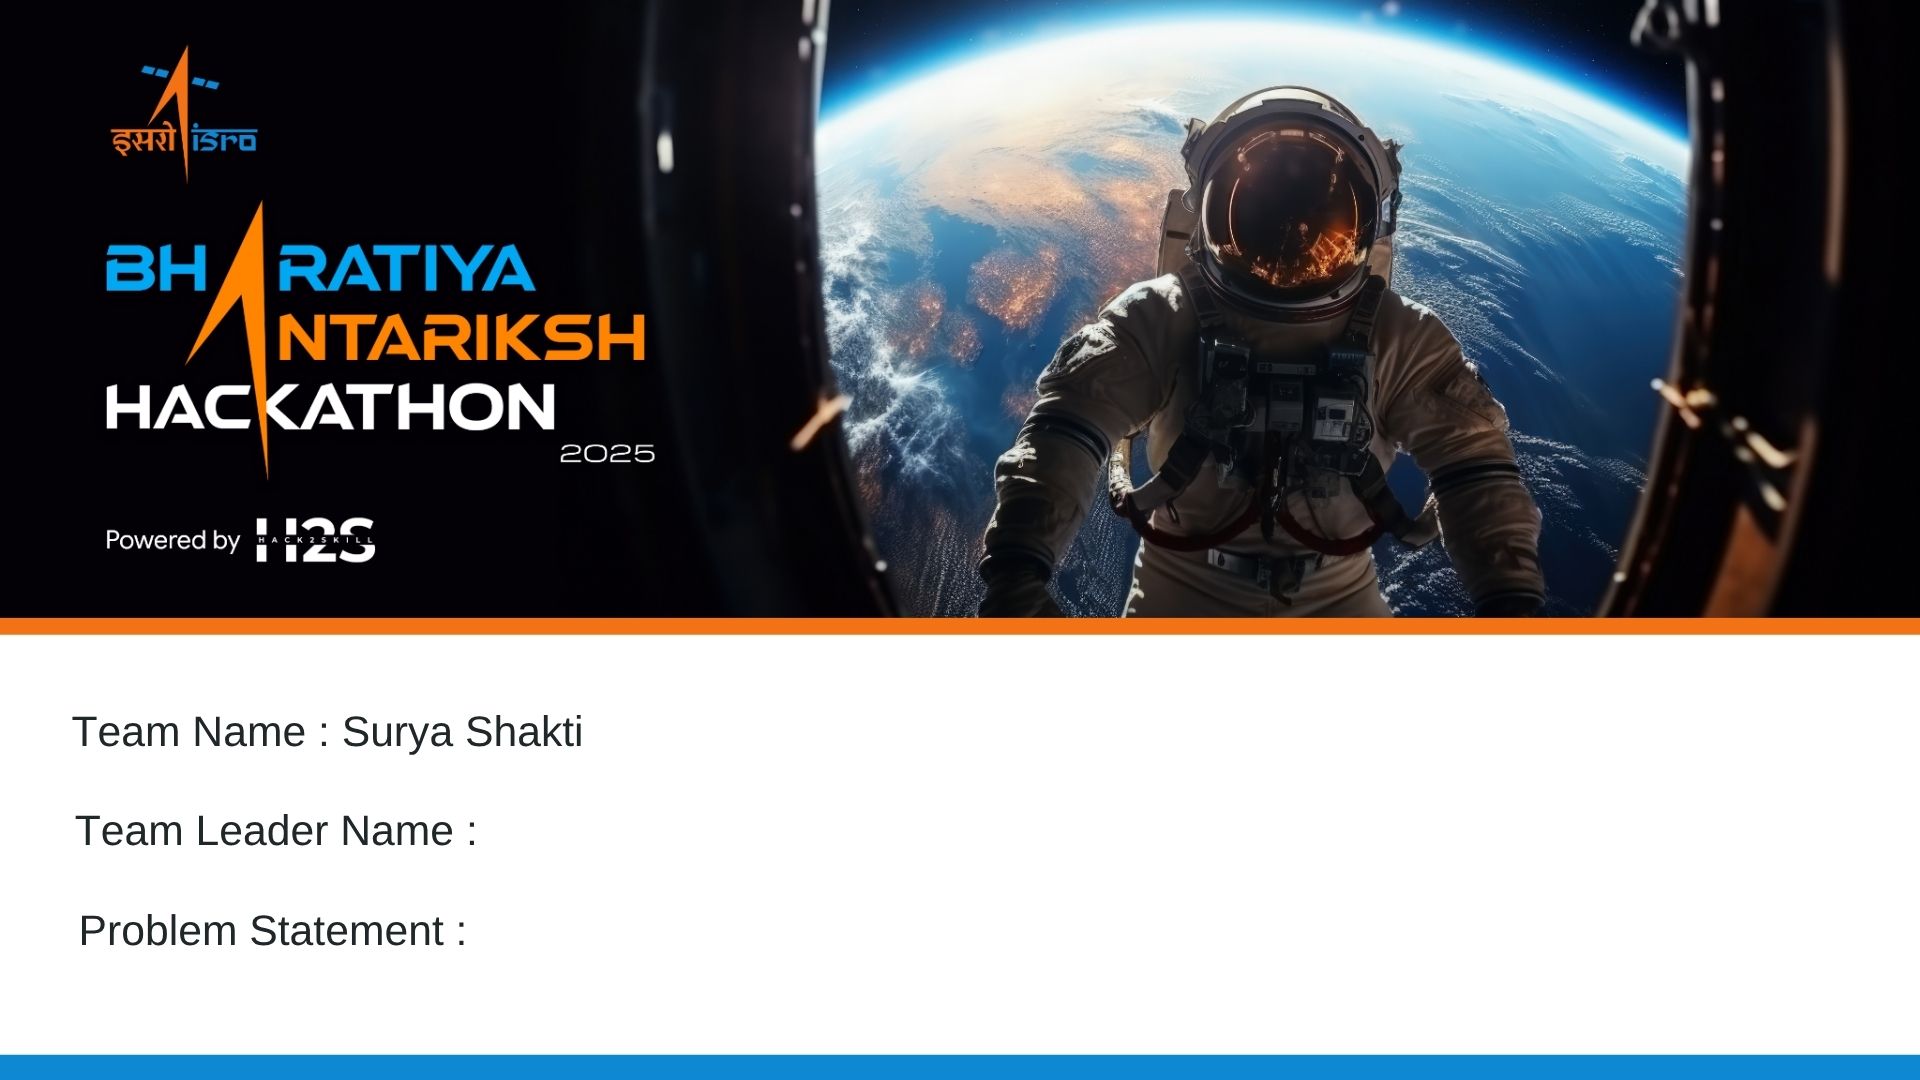 इसरो isro
BHARATIYA
ANTARIKSH
HACKATHON
2025
Powered by H2S
HACK2SKILL
Team Name : Surya Shakti
Team Leader Name :
Problem Statement :